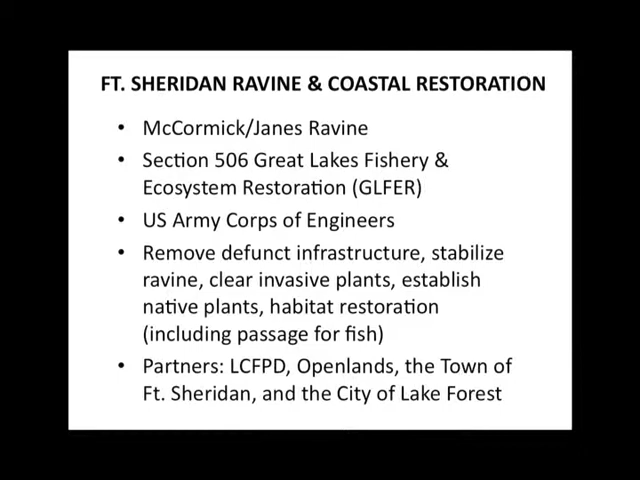 FT. SHERIDAN RAVINE & COASTAL RESTORATION
• McCormick/Janes Ravine
• Section 506 Great Lakes Fishery &
Ecosystem Restoration (GLFER)
• US Army Corps of Engineers
• Remove defunct infrastructure, stabilize
ravine, clear invasive plants, establish
native plants, habitat restoration
(including passage for fish)
• Partners: LCFPD, Openlands, the Town of
Ft. Sheridan, and the City of Lake Forest